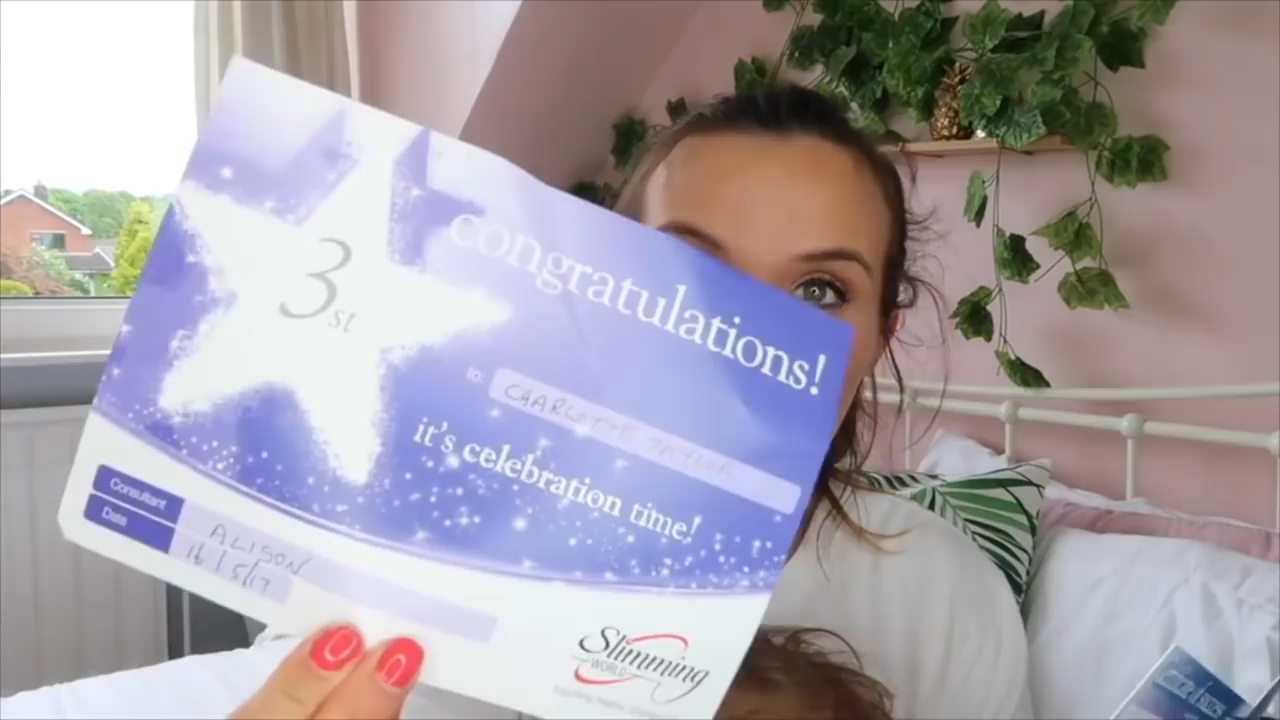 3st
congratulations!
to: CHARLOTTE TAYLOR
it's celebration time!
Consultant ALISON
Date 16/5/17
Slimming
WORLD